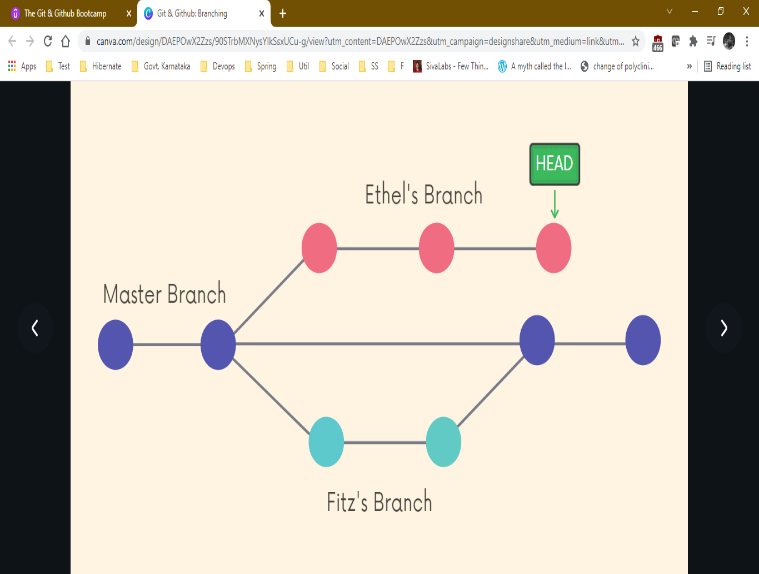 The Git & Github Bootcamp
Git & Github: Branching
canva.com/design/DAEPOwX2Zzs/90STrbMXNysYlkSsxUCu-g/view?utm_content=DAEPOwX2Zzs&utm_campaign=designshare&utm_medium=link&utm...
466
Apps Test Hibernate Govt. Karnataka Devops Spring Util Social SS F SivaLabs - Few Thin... A myth called the I... change of polyclini... » Reading list
HEAD
Ethel's Branch
Master Branch
Fitz's Branch